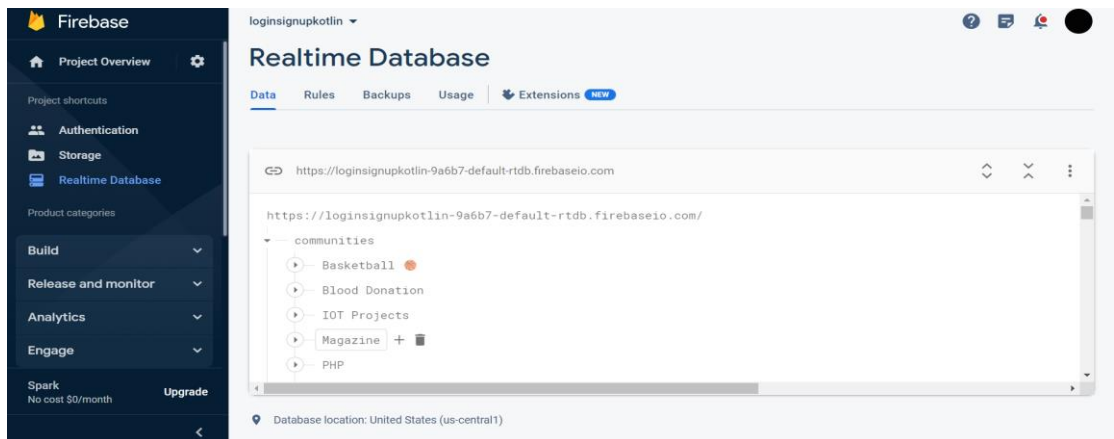 Firebase
Project Overview
Project shortcuts
Authentication
Storage
Realtime Database
Product categories
Build
Release and monitor
Analytics
Engage
Spark
No cost $0/month
Upgrade
loginsignupkotlin
Realtime Database
Data Rules Backups Usage Extensions NEW
https://loginsignupkotlin-9a6b7-default-rtdb.firebaseio.com
https://loginsignupkotlin-9a6b7-default-rtdb.firebaseio.com/
communities
Basketball 🏀
Blood Donation
IOT Projects
Magazine
PHP
Database location: United States (us-central1)